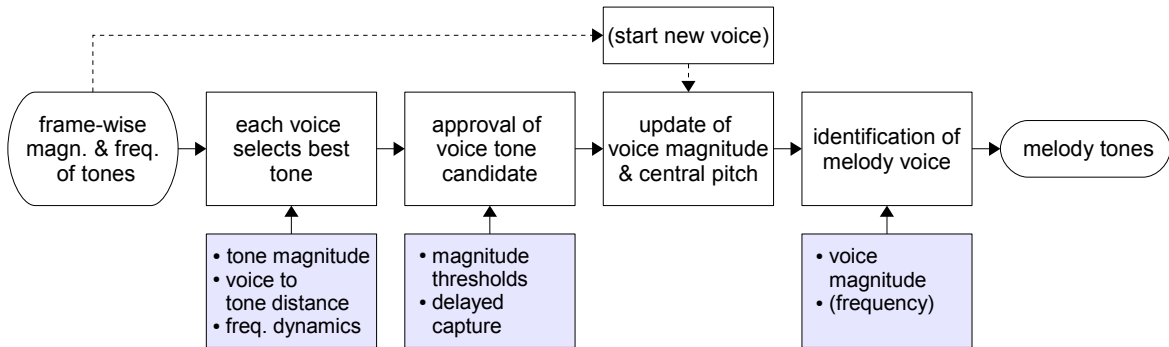 (start new voice)
frame-wise
magn. & freq.
of tones
each voice
selects best
tone
approval of
voice tone
candidate
update of
voice magnitude
& central pitch
identification of
melody voice
melody tones
• tone magnitude
• voice to
tone distance
• freq. dynamics
• magnitude
thresholds
• delayed
capture
• voice
magnitude
• (frequency)